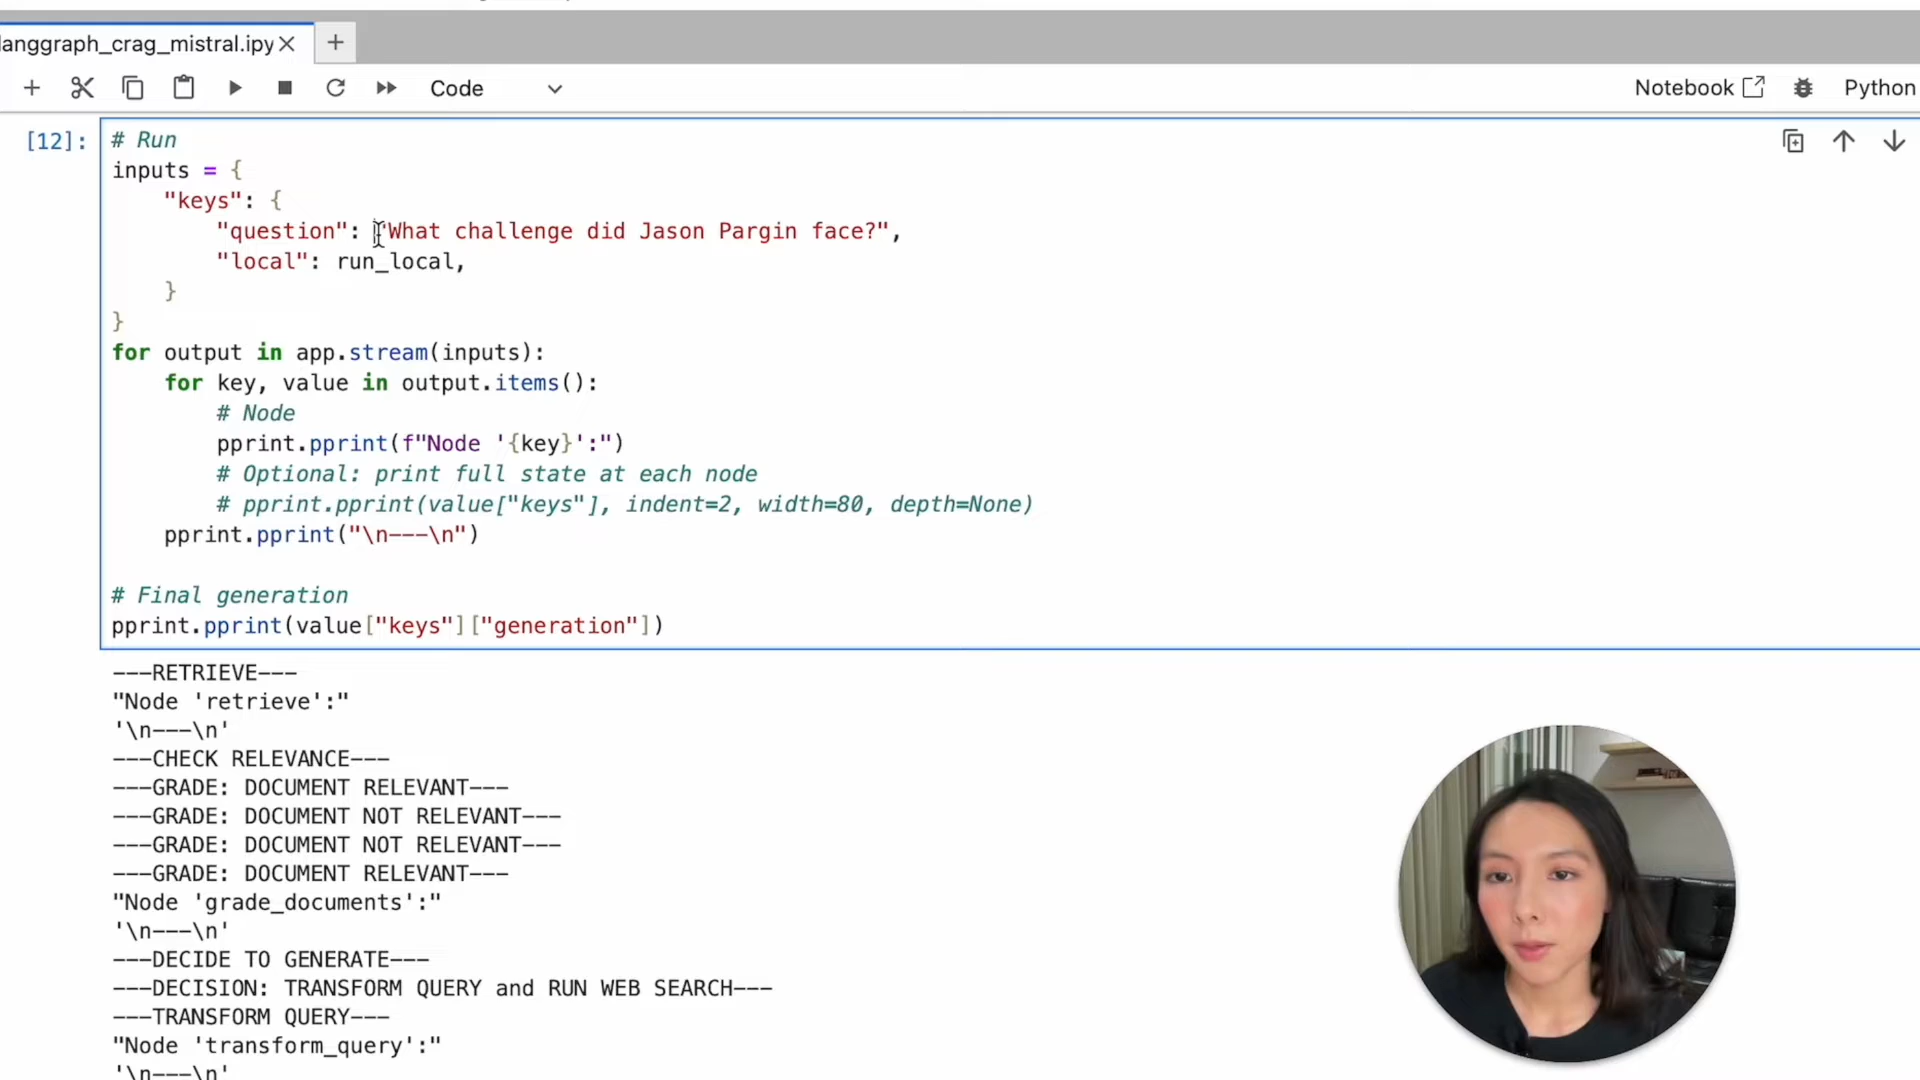 langgraph_crag_mistral.ipy
Code
Notebook
Python
[12]:
# Run
inputs = {
"keys": {
"question": "What challenge did Jason Pargin face?",
"local": run_local,
}
}
for output in app.stream(inputs):
for key, value in output.items():
# Node
pprint.pprint(f"Node '{key}':")
# Optional: print full state at each node
# pprint.pprint(value["keys"], indent=2, width=80, depth=None)
pprint.pprint("\n---\n")
# Final generation
pprint.pprint(value["keys"]["generation"])
---RETRIEVE---
"Node 'retrieve':"
'\n---\n'
---CHECK RELEVANCE---
---GRADE: DOCUMENT RELEVANT---
---GRADE: DOCUMENT NOT RELEVANT---
---GRADE: DOCUMENT NOT RELEVANT---
---GRADE: DOCUMENT RELEVANT---
"Node 'grade_documents':"
'\n---\n'
---DECIDE TO GENERATE---
---DECISION: TRANSFORM QUERY and RUN WEB SEARCH---
---TRANSFORM QUERY---
"Node 'transform_query':"
'\n---\n'